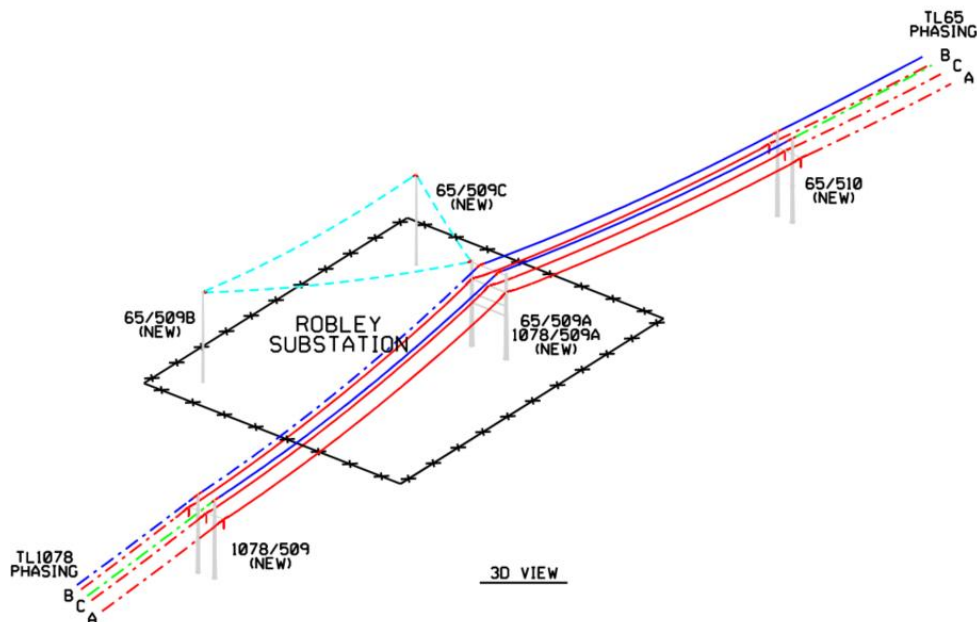 TL65
PHASING
B
C
A
65/509C
(NEW)
65/510
(NEW)
65/509B
(NEW)
ROBLEY
SUBSTATION
65/509A
1078/509A
(NEW)
1078/509
(NEW)
TL1078
PHASING
B
C
A
3D VIEW